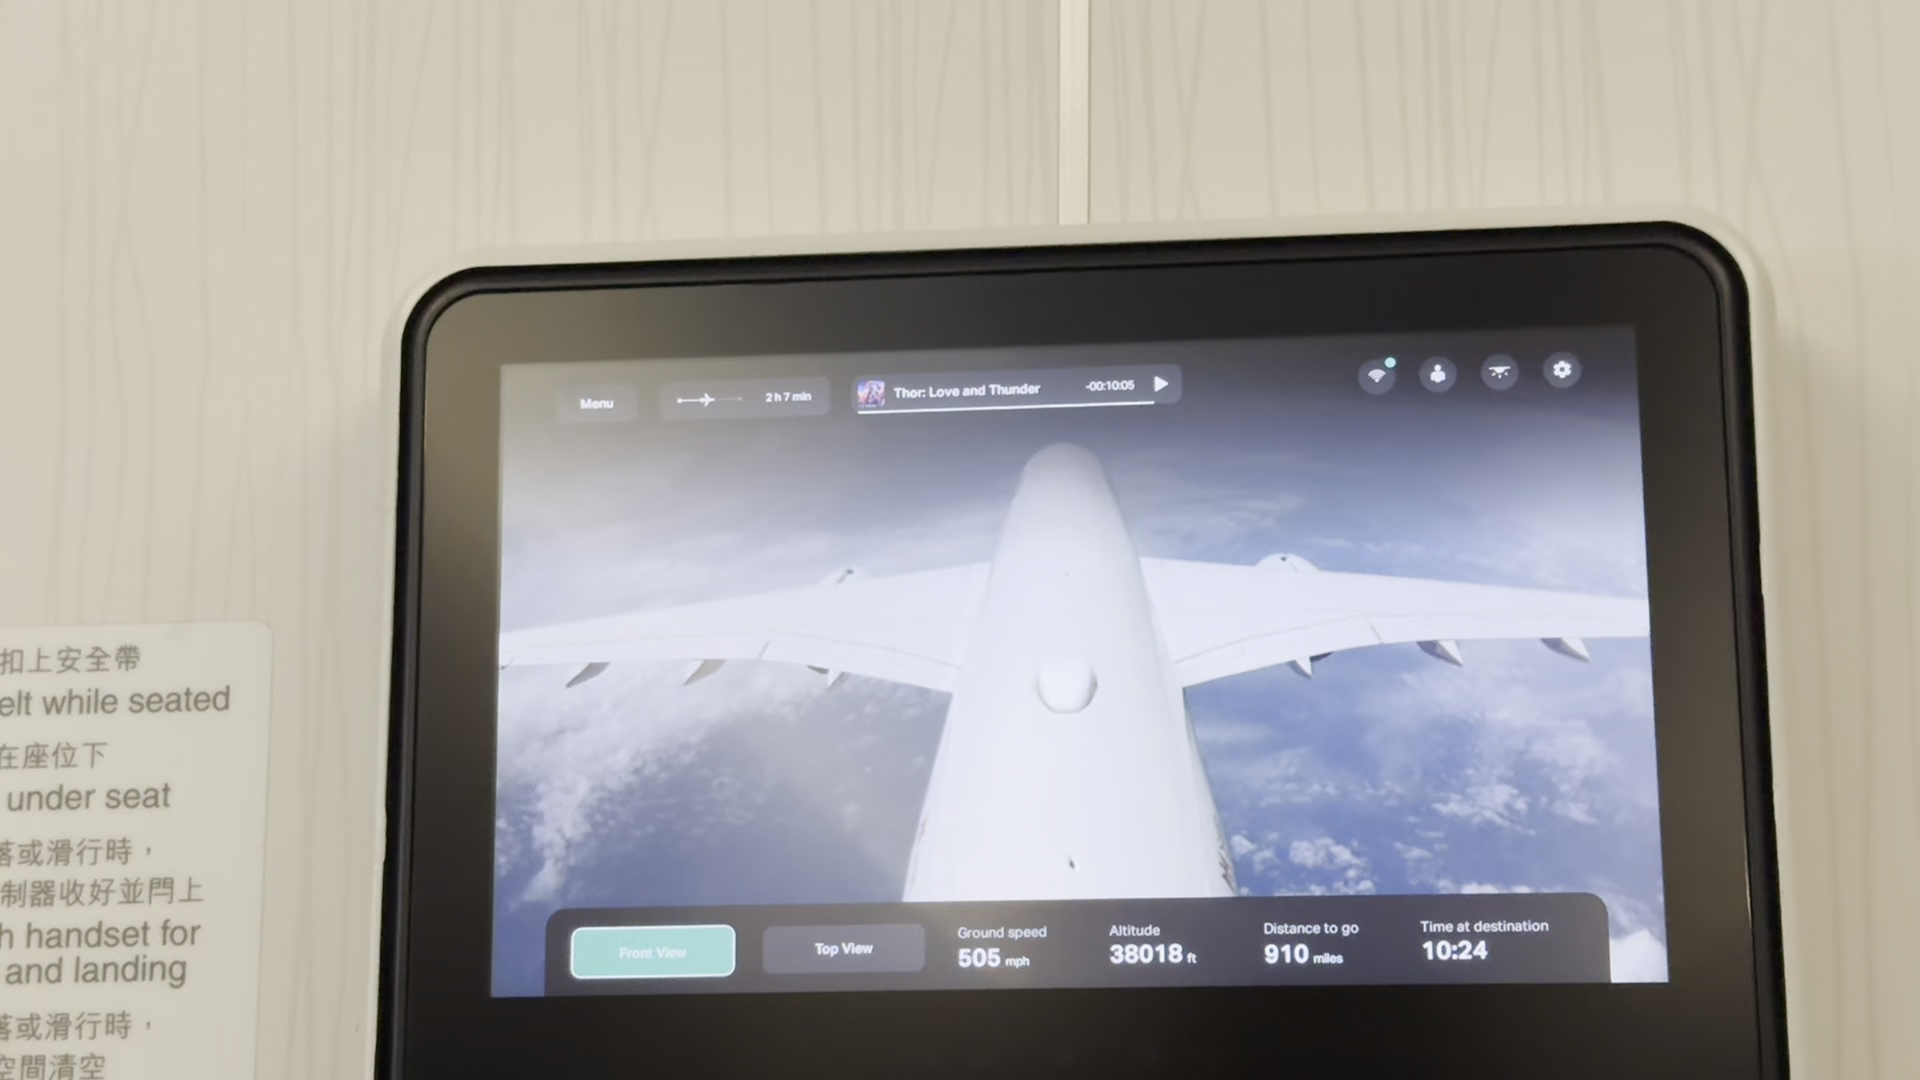 Menu
2 h 7 min
Thor: Love and Thunder
-00:10:05
扣上安全帶
elt while seated
在座位下
under seat
落或滑行時，
制器收好並閂上
h handset for
and landing
落或滑行時，
空間清空
Front View
Top View
Ground speed
505 mph
Altitude
38018 ft
Distance to go
910 miles
Time at destination
10:24